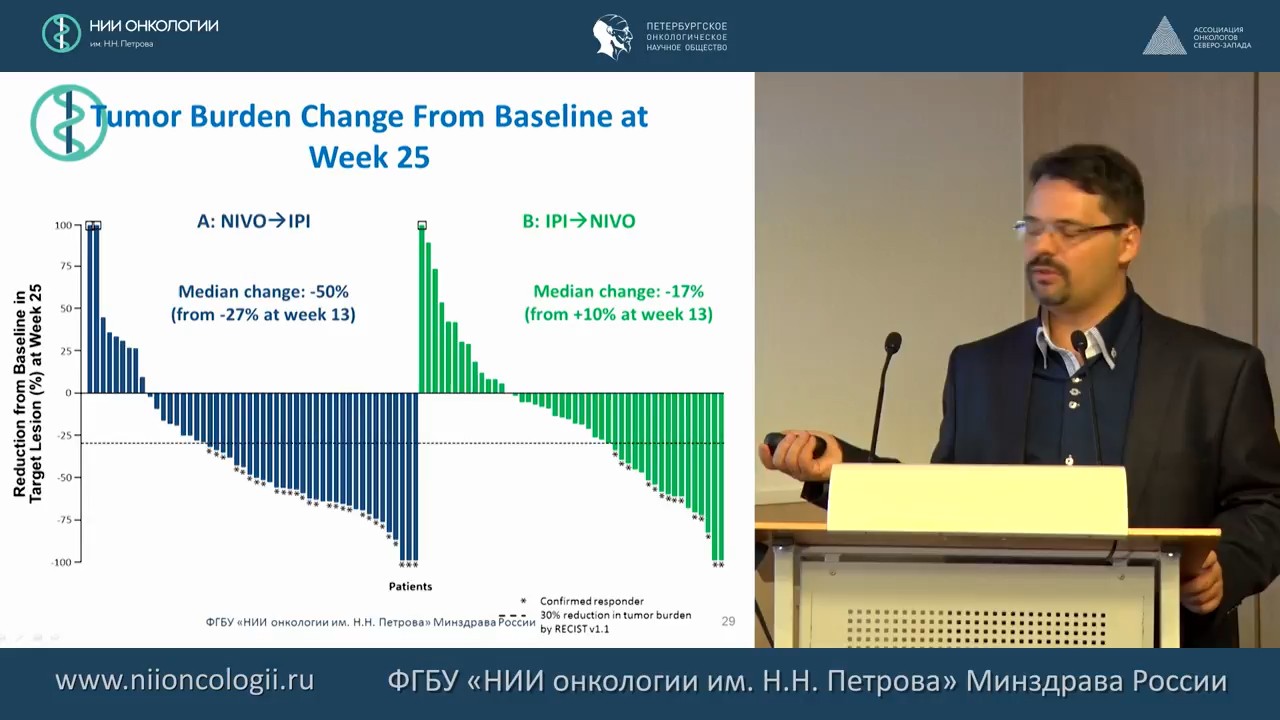 НИИ ОНКОЛОГИИ
им. Н.Н. Петрова
ПЕТЕРБУРГСКОЕ
ОНКОЛОГИЧЕСКОЕ
НАУЧНОЕ ОБЩЕСТВО
АССОЦИАЦИЯ
ОНКОЛОГОВ
СЕВЕРО-ЗАПАДА
Tumor Burden Change From Baseline at
Week 25
A: NIVO→IPI
B: IPI→NIVO
Median change: -50%
(from -27% at week 13)
Median change: -17%
(from +10% at week 13)
Reduction from Baseline in
Target Lesion (%) at Week 25
100
75
50
25
0
-25
-50
-75
-100
Patients
* Confirmed responder
30% reduction in tumor burden
by RECIST v1.1
ФГБУ «НИИ онкологии им. Н.Н. Петрова» Минздрава России
29
www.niioncologii.ru
ФГБУ «НИИ онкологии им. Н.Н. Петрова» Минздрава России